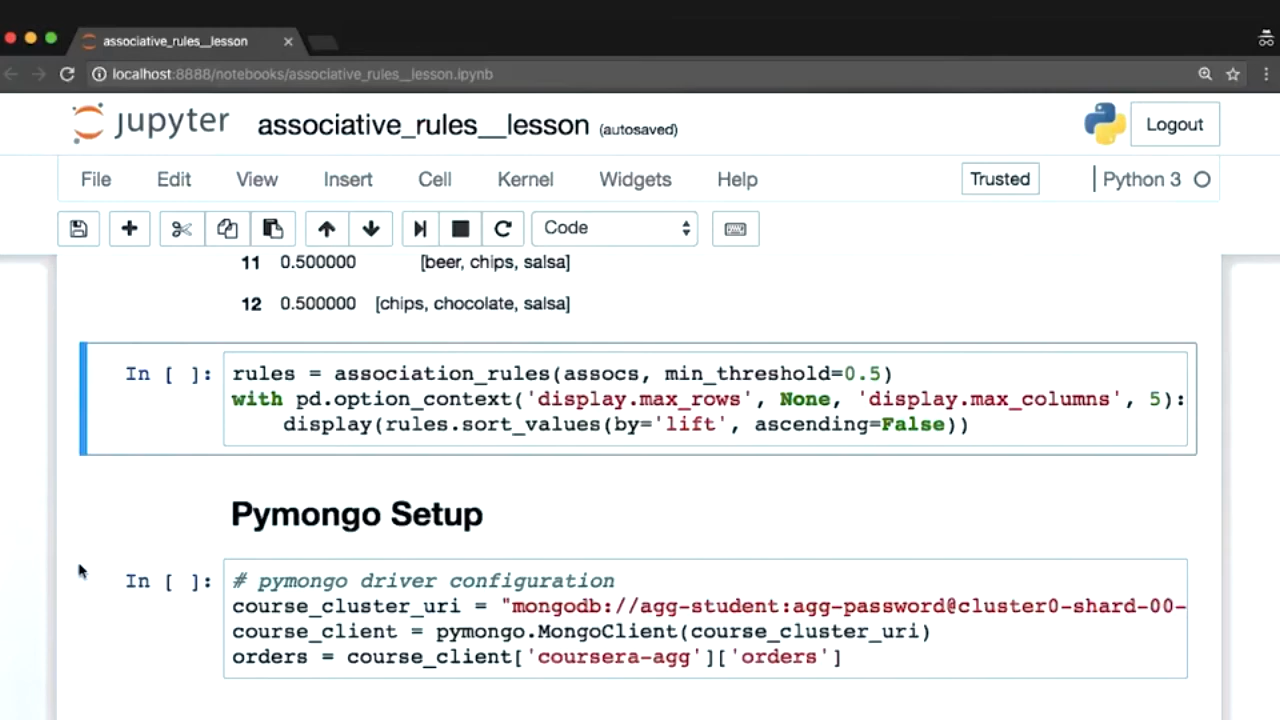 associative_rules__lesson
localhost:8888/notebooks/associative_rules__lesson.ipynb
jupyter associative_rules__lesson (autosaved) Logout
File Edit View Insert Cell Kernel Widgets Help Trusted Python 3
Code
11 0.500000 [beer, chips, salsa]
12 0.500000 [chips, chocolate, salsa]
In [ ]: rules = association_rules(assocs, min_threshold=0.5)
with pd.option_context('display.max_rows', None, 'display.max_columns', 5):
display(rules.sort_values(by='lift', ascending=False))
Pymongo Setup
In [ ]: # pymongo driver configuration
course_cluster_uri = "mongodb://agg-student:agg-password@cluster0-shard-00-
course_client = pymongo.MongoClient(course_cluster_uri)
orders = course_client['coursera-agg']['orders']